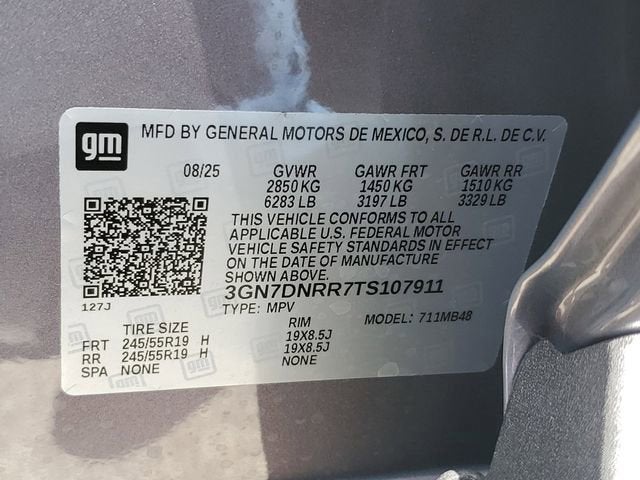 gm MFD BY GENERAL MOTORS DE MEXICO, S. DE R.L. DE C.V.
08/25 GVWR GAWR FRT GAWR RR
2850 KG 1450 KG 1510 KG
6283 LB 3197 LB 3329 LB
THIS VEHICLE CONFORMS TO ALL
APPLICABLE U.S. FEDERAL MOTOR
VEHICLE SAFETY STANDARDS IN EFFECT
ON THE DATE OF MANUFACTURE
SHOWN ABOVE.
3GN7DNRR7TS107911
127J TYPE: MPV MODEL: 711MB48
TIRE SIZE RIM
FRT 245/55R19 H 19X8.5J
RR 245/55R19 H 19X8.5J
SPA NONE NONE